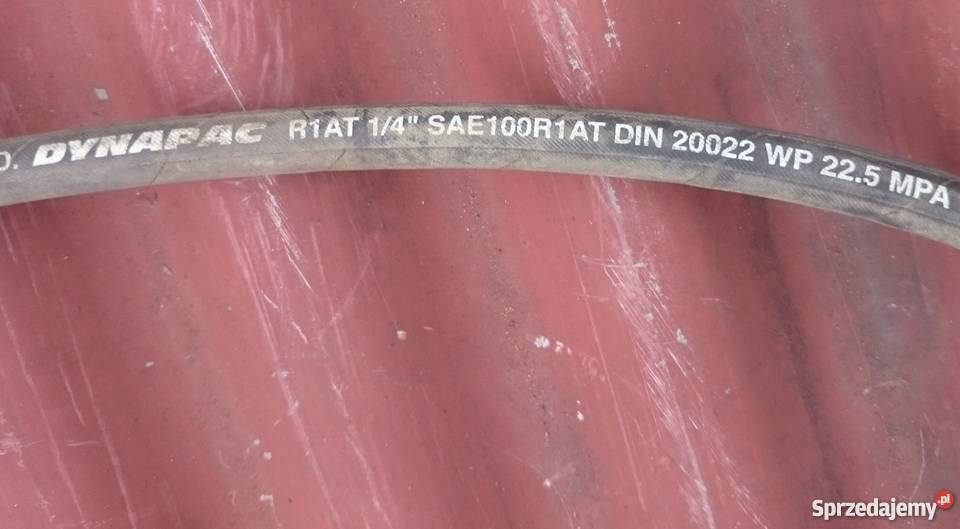 O. DYNAPAC R1AT 1/4" SAE100R1AT DIN 20022 WP 22.5 MPA
Sprzedajemy.pl